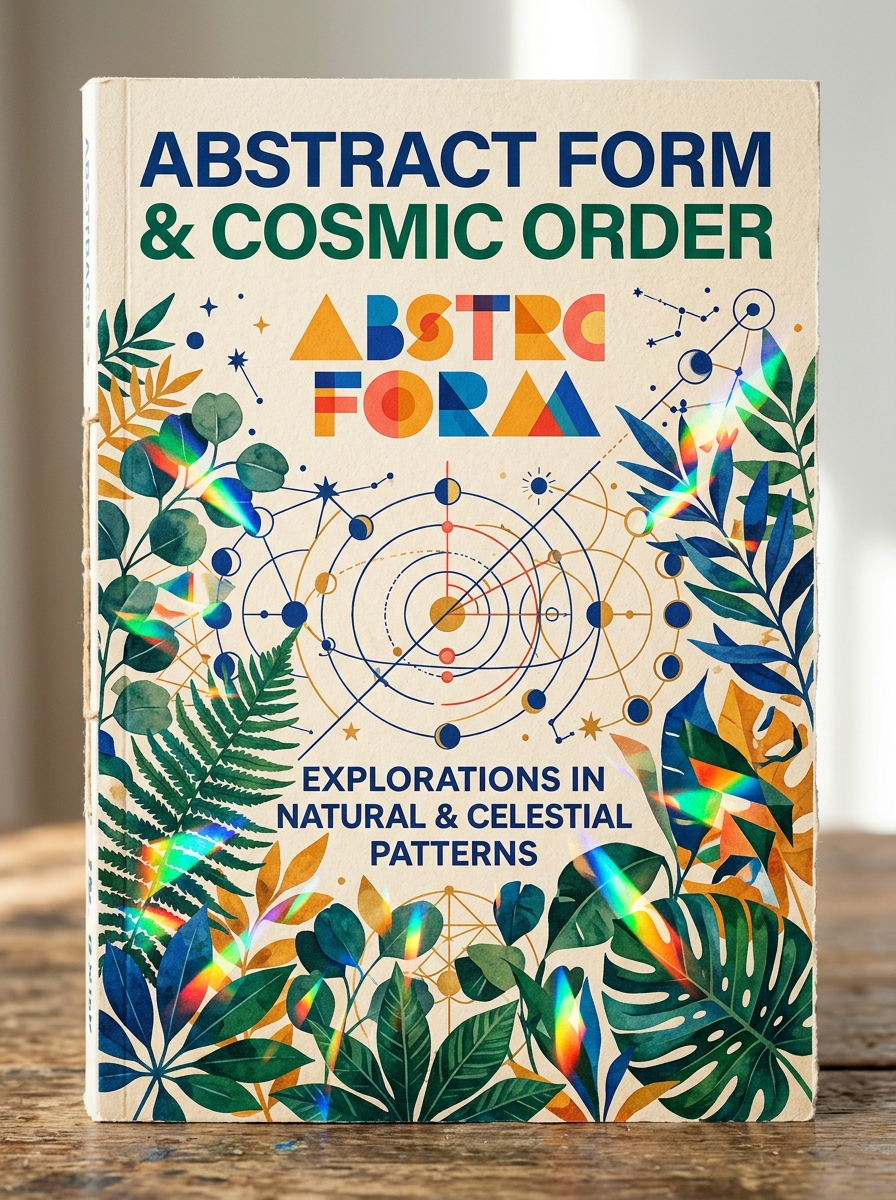 ABSTRACT FORM
& COSMIC ORDER
ABSTRC
FORM
EXPLORATIONS IN
NATURAL & CELESTIAL
PATTERNS